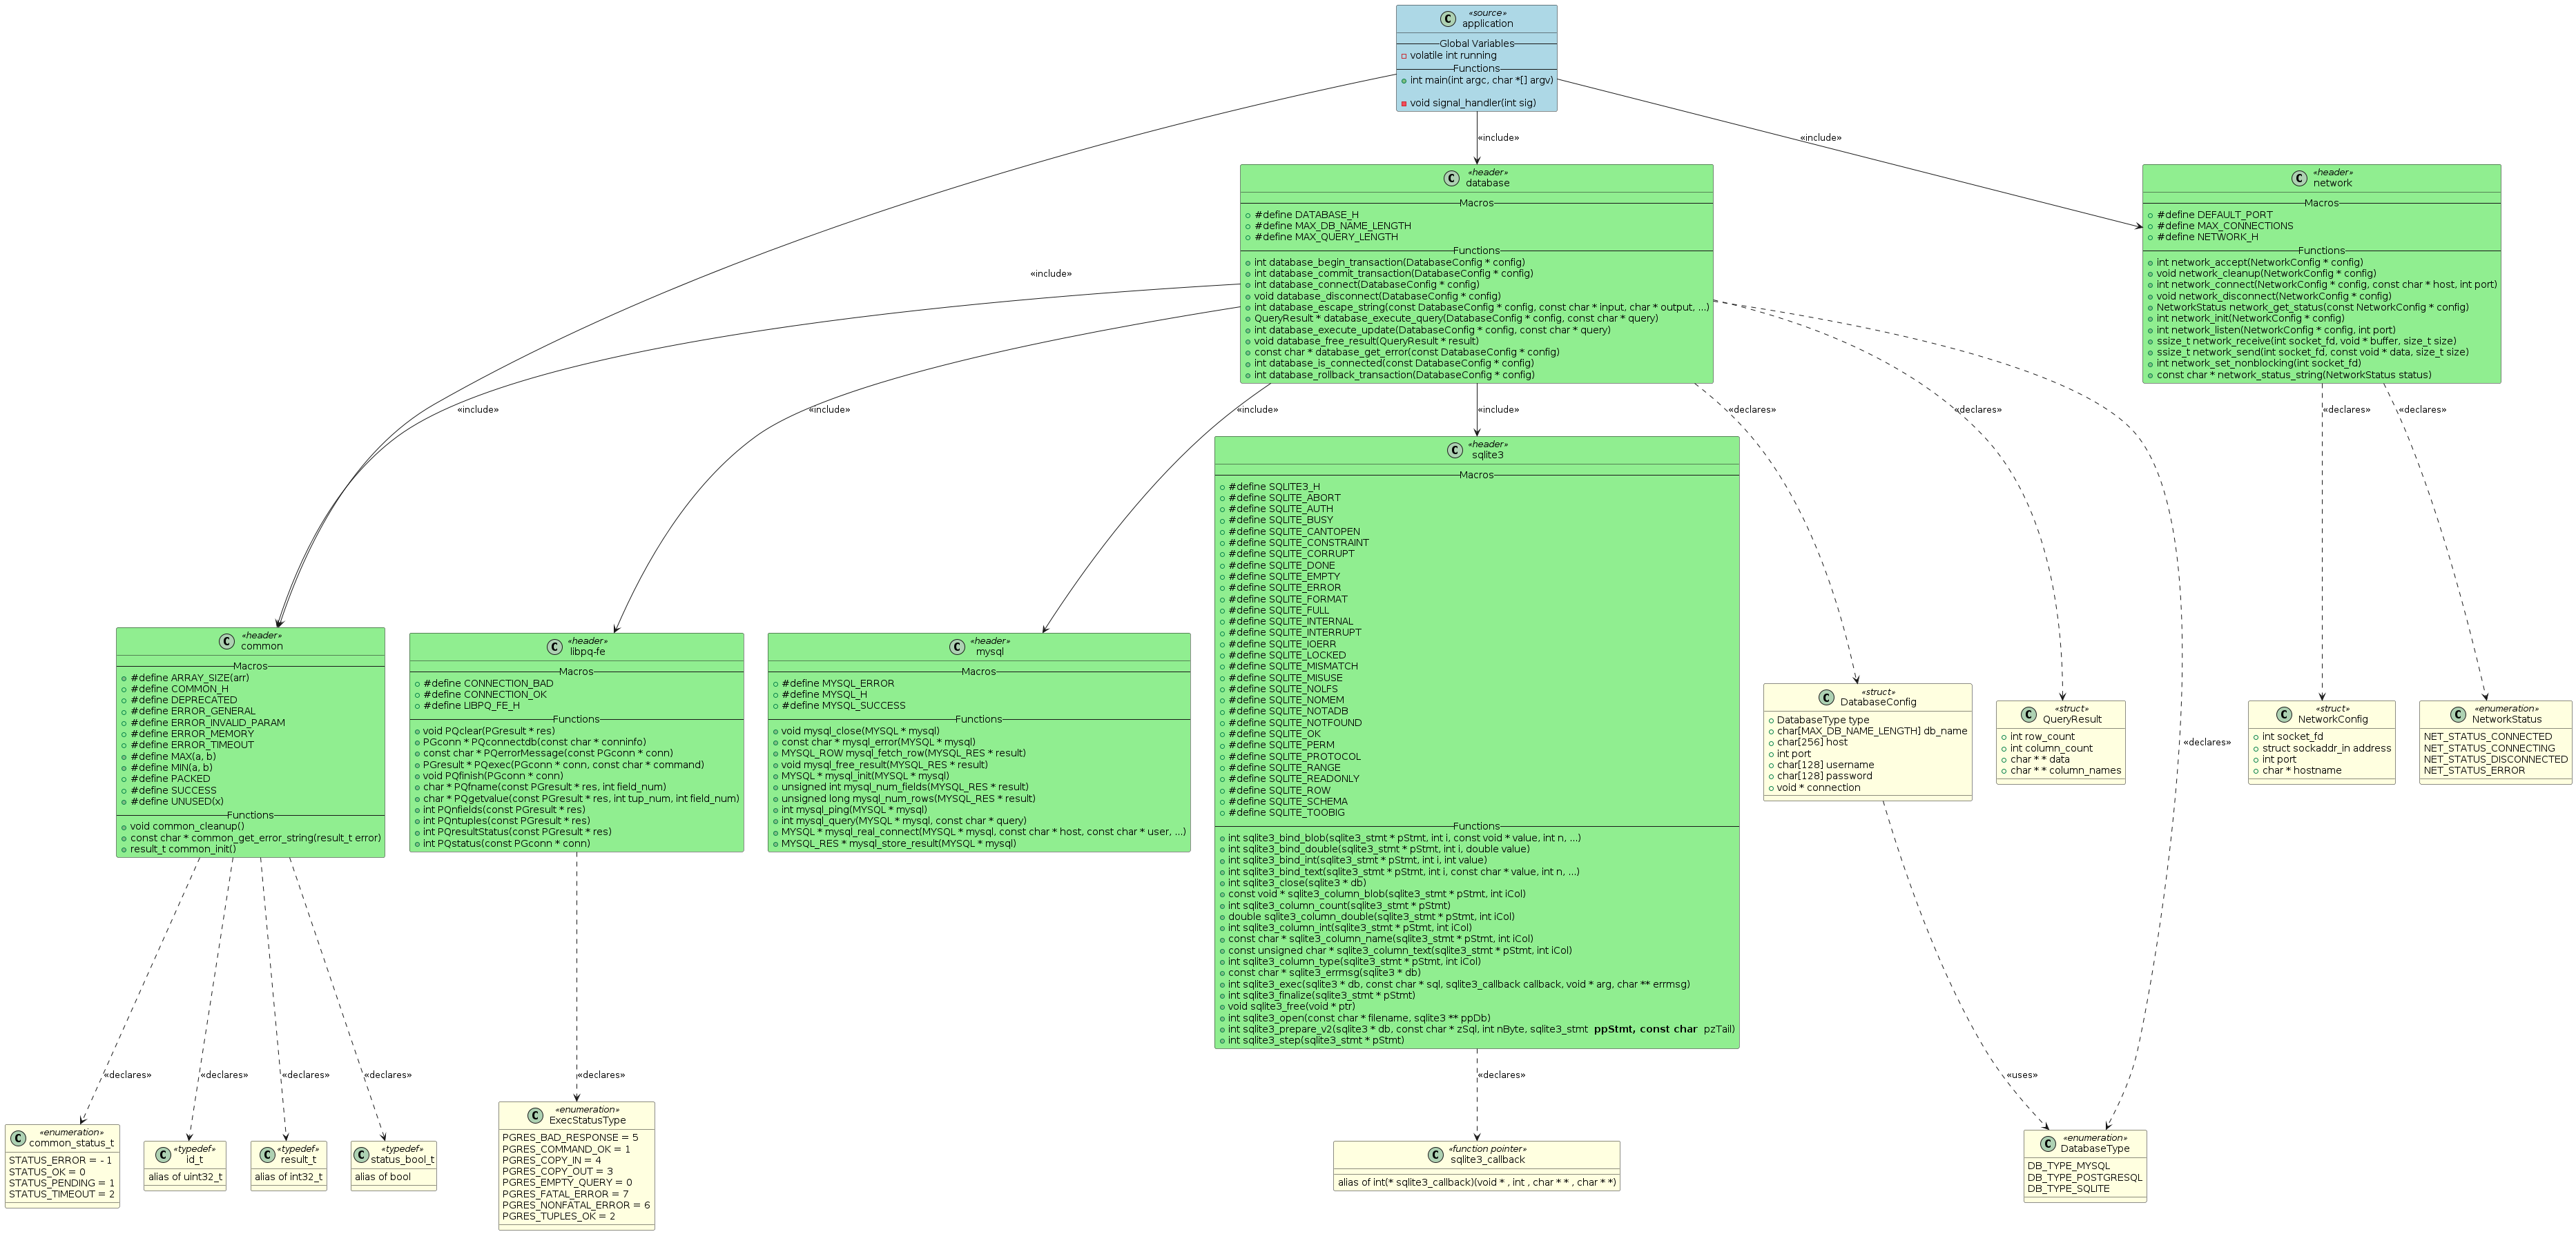 «source»
application
Global Variables
volatile int running
Functions
int main(int argc, char *[] argv)
void signal_handler(int sig)
«include»
«include»
«header»
database
Macros
#define DATABASE_H
#define MAX_DB_NAME_LENGTH
#define MAX_QUERY_LENGTH
Functions
int database_begin_transaction(DatabaseConfig * config)
int database_commit_transaction(DatabaseConfig * config)
int database_connect(DatabaseConfig * config)
void database_disconnect(DatabaseConfig * config)
int database_escape_string(const DatabaseConfig * config, const char * input, char * output, ...)
QueryResult * database_execute_query(DatabaseConfig * config, const char * query)
int database_execute_update(DatabaseConfig * config, const char * query)
void database_free_result(QueryResult * result)
const char * database_get_error(const DatabaseConfig * config)
int database_is_connected(const DatabaseConfig * config)
int database_rollback_transaction(DatabaseConfig * config)
«header»
network
Macros
#define DEFAULT_PORT
#define MAX_CONNECTIONS
#define NETWORK_H
Functions
int network_accept(NetworkConfig * config)
void network_cleanup(NetworkConfig * config)
int network_connect(NetworkConfig * config, const char * host, int port)
void network_disconnect(NetworkConfig * config)
NetworkStatus network_get_status(const NetworkConfig * config)
int network_init(NetworkConfig * config)
int network_listen(NetworkConfig * config, int port)
ssize_t network_receive(int socket_fd, void * buffer, size_t size)
ssize_t network_send(int socket_fd, const void * data, size_t size)
int network_set_nonblocking(int socket_fd)
const char * network_status_string(NetworkStatus status)
«include»
«include»
«include»
«include»
«include»
«declares»
«declares»
«declares»
«declares»
«header»
sqlite3
Macros
#define SQLITE3_H
#define SQLITE_ABORT
#define SQLITE_AUTH
#define SQLITE_BUSY
#define SQLITE_CANTOPEN
#define SQLITE_CONSTRAINT
#define SQLITE_CORRUPT
#define SQLITE_DONE
#define SQLITE_EMPTY
#define SQLITE_ERROR
#define SQLITE_FORMAT
#define SQLITE_FULL
#define SQLITE_INTERNAL
#define SQLITE_INTERRUPT
#define SQLITE_IOERR
#define SQLITE_LOCKED
#define SQLITE_MISMATCH
#define SQLITE_MISUSE
#define SQLITE_NOLFS
#define SQLITE_NOMEM
#define SQLITE_NOTADB
#define SQLITE_NOTFOUND
#define SQLITE_OK
#define SQLITE_PERM
#define SQLITE_PROTOCOL
#define SQLITE_RANGE
#define SQLITE_READONLY
#define SQLITE_ROW
#define SQLITE_SCHEMA
#define SQLITE_TOOBIG
Functions
int sqlite3_bind_blob(sqlite3_stmt * pStmt, int i, const void * value, int n, ...)
int sqlite3_bind_double(sqlite3_stmt * pStmt, int i, double value)
int sqlite3_bind_int(sqlite3_stmt * pStmt, int i, int value)
int sqlite3_bind_text(sqlite3_stmt * pStmt, int i, const char * value, int n, ...)
int sqlite3_close(sqlite3 * db)
const void * sqlite3_column_blob(sqlite3_stmt * pStmt, int iCol)
int sqlite3_column_count(sqlite3_stmt * pStmt)
double sqlite3_column_double(sqlite3_stmt * pStmt, int iCol)
int sqlite3_column_int(sqlite3_stmt * pStmt, int iCol)
const char * sqlite3_column_name(sqlite3_stmt * pStmt, int iCol)
const unsigned char * sqlite3_column_text(sqlite3_stmt * pStmt, int iCol)
int sqlite3_column_type(sqlite3_stmt * pStmt, int iCol)
const char * sqlite3_errmsg(sqlite3 * db)
int sqlite3_exec(sqlite3 * db, const char * sql, sqlite3_callback callback, void * arg, char ** errmsg)
int sqlite3_finalize(sqlite3_stmt * pStmt)
void sqlite3_free(void * ptr)
int sqlite3_open(const char * filename, sqlite3 ** ppDb)
int sqlite3_prepare_v2(sqlite3 * db, const char * zSql, int nByte, sqlite3_stmt ppStmt, const char pzTail)
int sqlite3_step(sqlite3_stmt * pStmt)
«header»
common
Macros
#define ARRAY_SIZE(arr)
#define COMMON_H
#define DEPRECATED
#define ERROR_GENERAL
#define ERROR_INVALID_PARAM
#define ERROR_MEMORY
#define ERROR_TIMEOUT
#define MAX(a, b)
#define MIN(a, b)
#define PACKED
#define SUCCESS
#define UNUSED(x)
Functions
void common_cleanup()
const char * common_get_error_string(result_t error)
result_t common_init()
«header»
libpq-fe
Macros
#define CONNECTION_BAD
#define CONNECTION_OK
#define LIBPQ_FE_H
Functions
void PQclear(PGresult * res)
PGconn * PQconnectdb(const char * conninfo)
const char * PQerrorMessage(const PGconn * conn)
PGresult * PQexec(PGconn * conn, const char * command)
void PQfinish(PGconn * conn)
char * PQfname(const PGresult * res, int field_num)
char * PQgetvalue(const PGresult * res, int tup_num, int field_num)
int PQnfields(const PGresult * res)
int PQntuples(const PGresult * res)
int PQresultStatus(const PGresult * res)
int PQstatus(const PGconn * conn)
«header»
mysql
Macros
#define MYSQL_ERROR
#define MYSQL_H
#define MYSQL_SUCCESS
Functions
void mysql_close(MYSQL * mysql)
const char * mysql_error(MYSQL * mysql)
MYSQL_ROW mysql_fetch_row(MYSQL_RES * result)
void mysql_free_result(MYSQL_RES * result)
MYSQL * mysql_init(MYSQL * mysql)
unsigned int mysql_num_fields(MYSQL_RES * result)
unsigned long mysql_num_rows(MYSQL_RES * result)
int mysql_ping(MYSQL * mysql)
int mysql_query(MYSQL * mysql, const char * query)
MYSQL * mysql_real_connect(MYSQL * mysql, const char * host, const char * user, ...)
MYSQL_RES * mysql_store_result(MYSQL * mysql)
«struct»
DatabaseConfig
DatabaseType type
char[MAX_DB_NAME_LENGTH] db_name
char[256] host
int port
char[128] username
char[128] password
void * connection
«struct»
QueryResult
int row_count
int column_count
char * * data
char * * column_names
«declares»
«struct»
NetworkConfig
int socket_fd
struct sockaddr_in address
int port
char * hostname
«enumeration»
NetworkStatus
NET_STATUS_CONNECTED
NET_STATUS_CONNECTING
NET_STATUS_DISCONNECTED
NET_STATUS_ERROR
«declares»
«declares»
«declares»
«declares»
«declares»
«declares»
«uses»
«enumeration»
common_status_t
STATUS_ERROR = - 1
STATUS_OK = 0
STATUS_PENDING = 1
STATUS_TIMEOUT = 2
«typedef»
id_t
alias of uint32_t
«typedef»
result_t
alias of int32_t
«typedef»
status_bool_t
alias of bool
«enumeration»
ExecStatusType
PGRES_BAD_RESPONSE = 5
PGRES_COMMAND_OK = 1
PGRES_COPY_IN = 4
PGRES_COPY_OUT = 3
PGRES_EMPTY_QUERY = 0
PGRES_FATAL_ERROR = 7
PGRES_NONFATAL_ERROR = 6
PGRES_TUPLES_OK = 2
«function pointer»
sqlite3_callback
alias of int(* sqlite3_callback)(void * , int , char * * , char * *)
«enumeration»
DatabaseType
DB_TYPE_MYSQL
DB_TYPE_POSTGRESQL
DB_TYPE_SQLITE